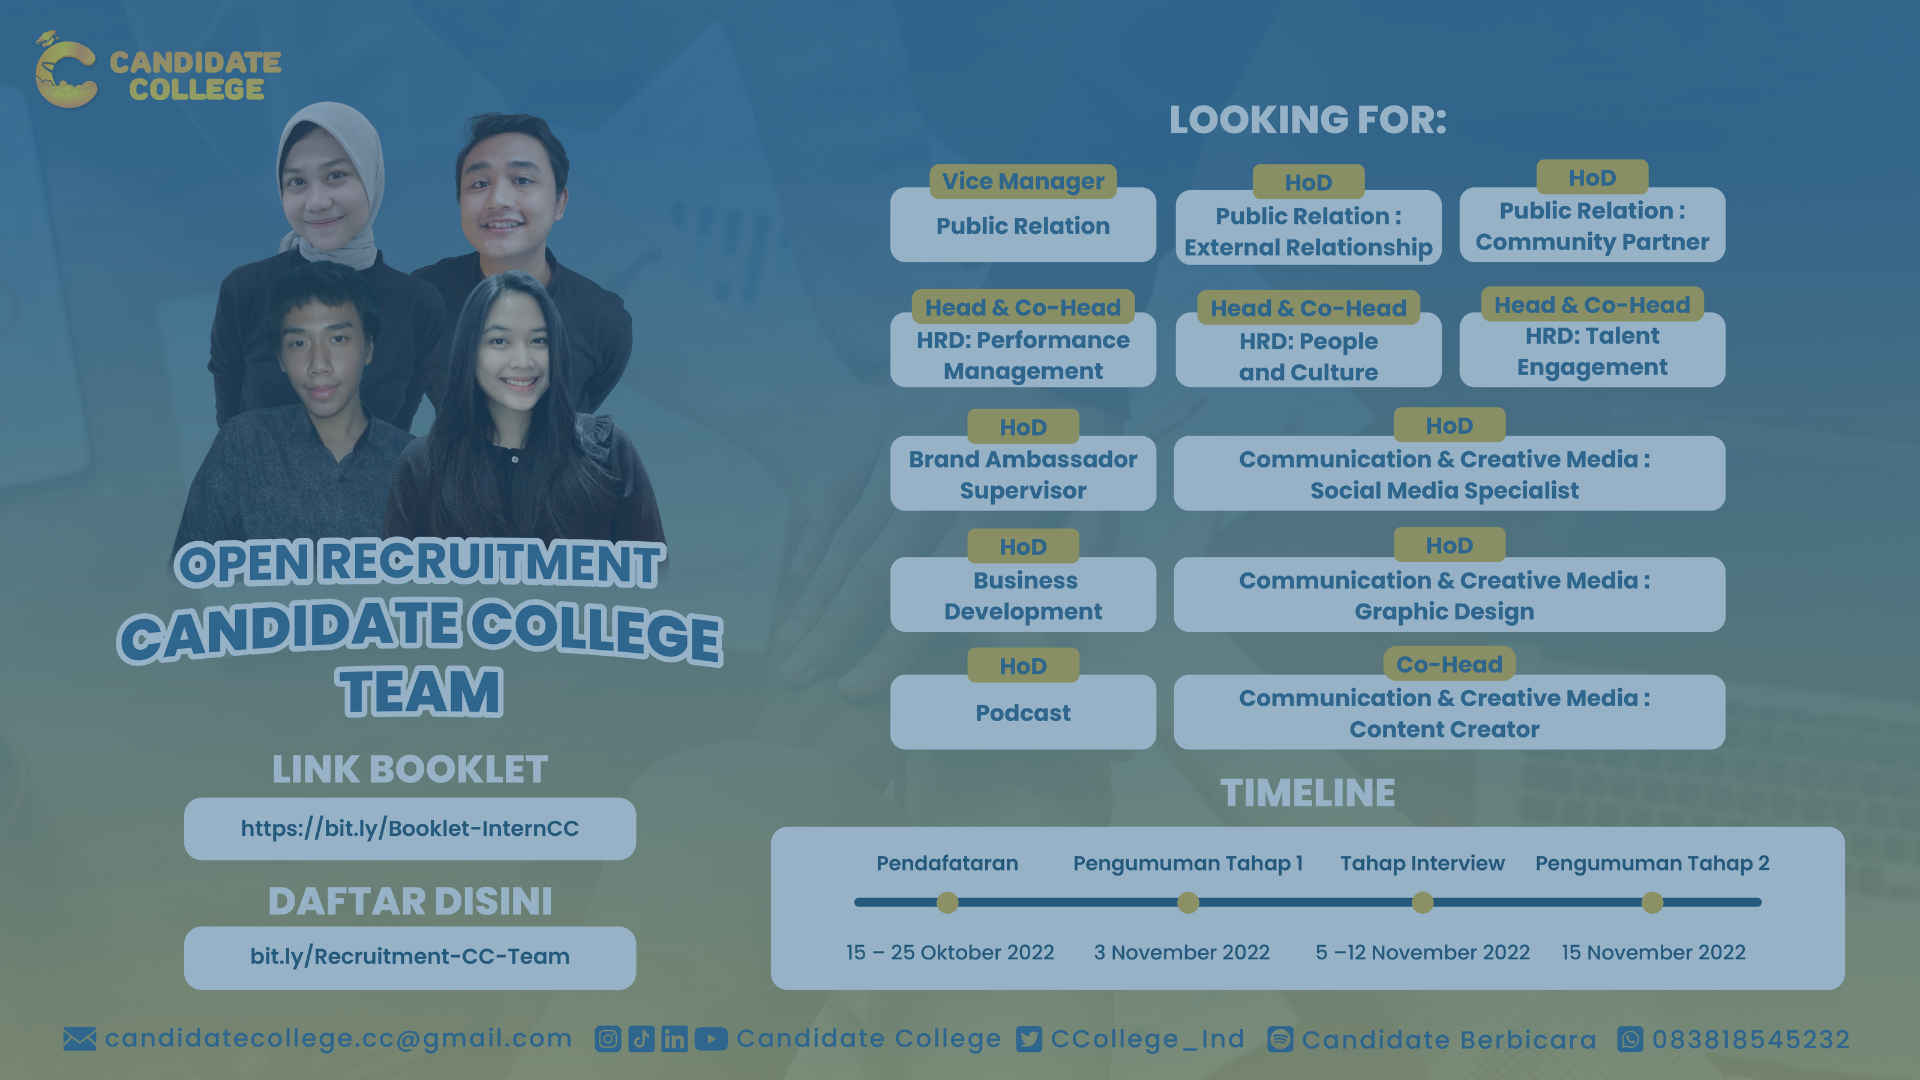 CANDIDATE
COLLEGE
OPEN RECRUITMENT
CANDIDATE COLLEGE
TEAM
LINK BOOKLET
https://bit.ly/Booklet-InternCC
DAFTAR DISINI
bit.ly/Recruitment-CC-Team
LOOKING FOR:
Vice Manager
Public Relation
HoD
Public Relation :
External Relationship
HoD
Public Relation :
Community Partner
Head & Co-Head
HRD: Performance
Management
Head & Co-Head
HRD: People
and Culture
Head & Co-Head
HRD: Talent
Engagement
HoD
Brand Ambassador
Supervisor
HoD
Communication & Creative Media :
Social Media Specialist
HoD
Business
Development
HoD
Communication & Creative Media :
Graphic Design
HoD
Podcast
Co-Head
Communication & Creative Media :
Content Creator
TIMELINE
Pendafataran
Pengumuman Tahap 1
Tahap Interview
Pengumuman Tahap 2
15 – 25 Oktober 2022
3 November 2022
5 –12 November 2022
15 November 2022
candidatecollege.cc@gmail.com
Candidate College
CCollege_Ind
Candidate Berbicara
083818545232